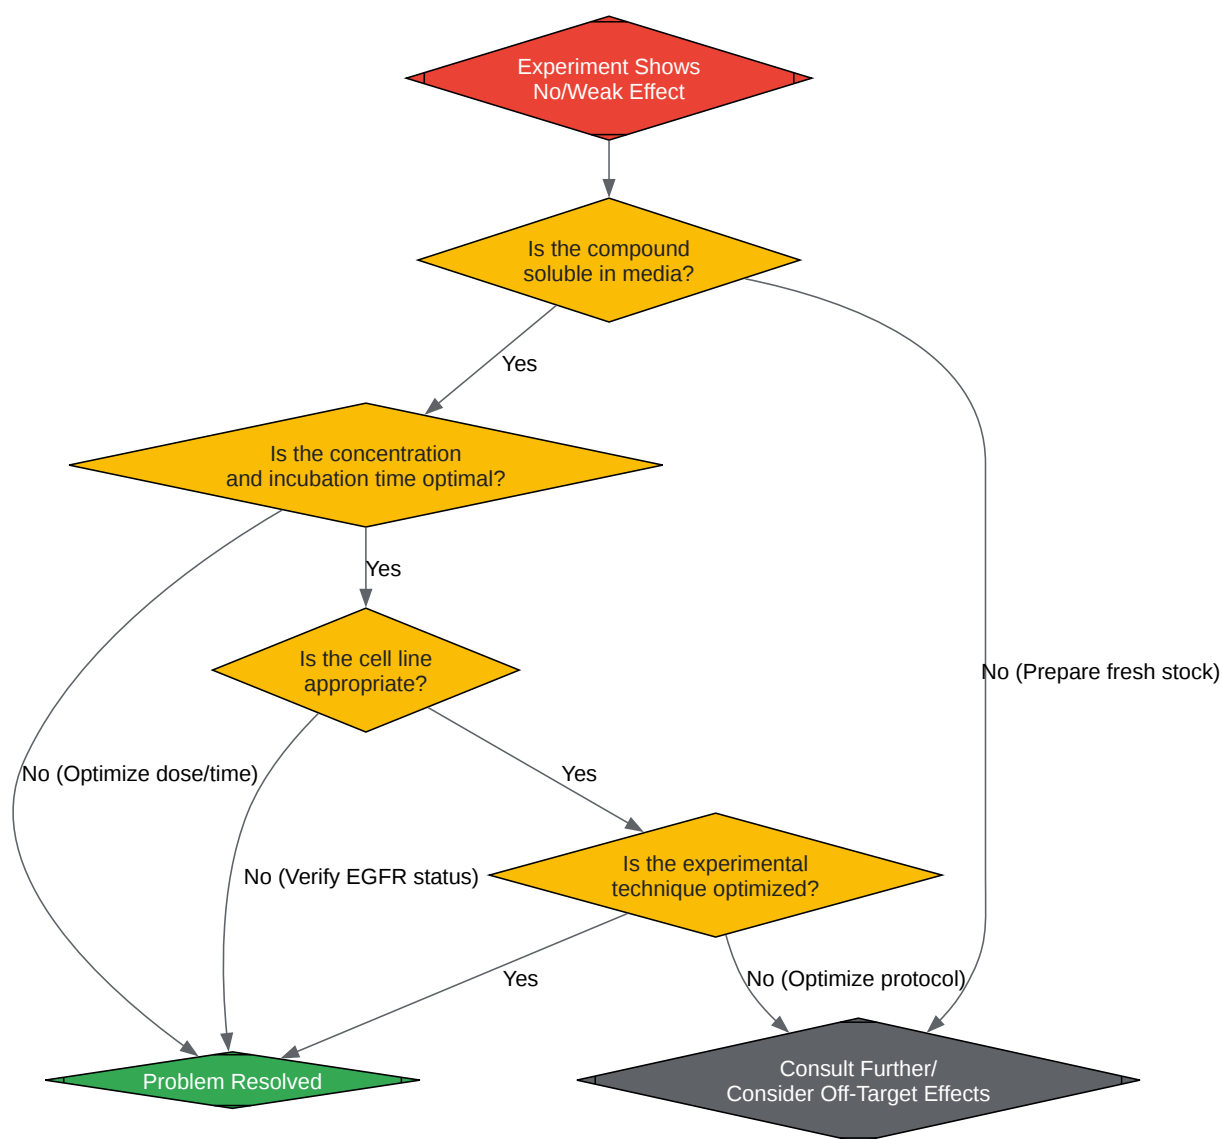 Experiment Shows
No/Weak Effect
Is the compound
soluble in media?
Yes
Is the concentration
and incubation time optimal?
Yes
Is the cell line
appropriate?
No (Prepare fresh stock)
No (Optimize dose/time)
Yes
Is the experimental
technique optimized?
No (Verify EGFR status)
Yes
No (Optimize protocol)
Problem Resolved
Consult Further/
Consider Off-Target Effects